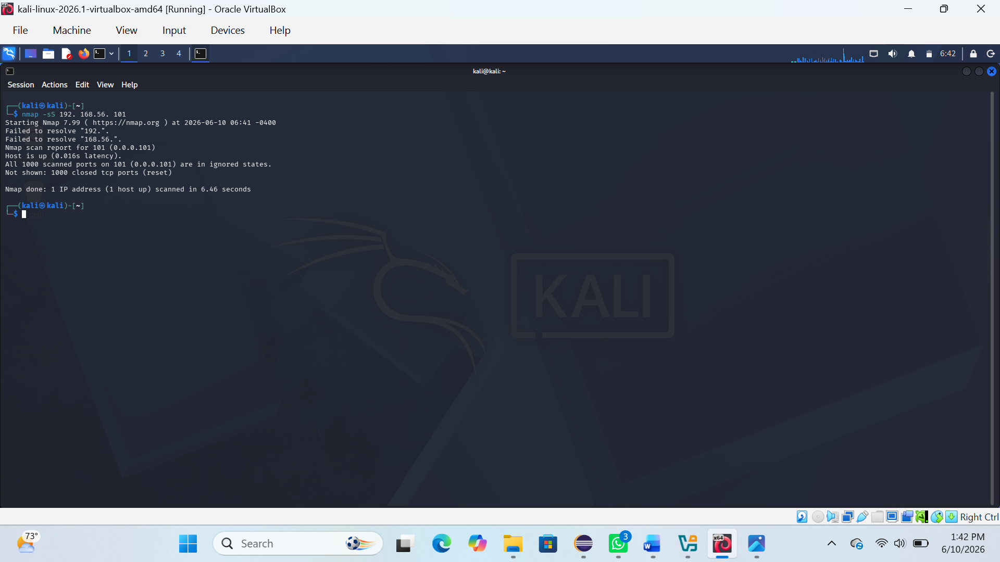 kali-linux-2026.1-virtualbox-amd64 [Running] - Oracle VirtualBox
File Machine View Input Devices Help
1 2 3 4 6:42
kali@kali: ~
Session Actions Edit View Help
┌──(kali㉿kali)-[~]
└─$ nmap -sS 192. 168.56. 101
Starting Nmap 7.99 ( https://nmap.org ) at 2026-06-10 06:41 -0400
Failed to resolve "192.".
Failed to resolve "168.56.".
Nmap scan report for 101 (0.0.0.101)
Host is up (0.016s latency).
All 1000 scanned ports on 101 (0.0.0.101) are in ignored states.
Not shown: 1000 closed tcp ports (reset)
Nmap done: 1 IP address (1 host up) scanned in 6.46 seconds
┌──(kali㉿kali)-[~]
└─$
KALI
Right Ctrl
73°
Search
3
x64
1:42 PM
6/10/2026